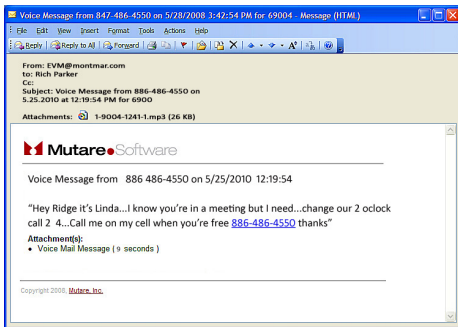 Voice Message from 847-486-4550 on 5/28/2008 3:42:54 PM for 69004 - Message (HTML)
File Edit View Insert Format Tools Actions Help
Reply Reply to All Forward
From: EVM@montmar.com
to: Rich Parker
Cc:
Subject: Voice Message from 886-486-4550 on
5.25.2010 at 12:19:54 PM for 6900
Attachments: 1-9004-1241-1.mp3 (26 KB)
Mutare Software
Voice Message from 886 486-4550 on 5/25/2010 12:19:54
“Hey Ridge it’s Linda...I know you’re in a meeting but I need...change our 2 oclock
call 2 4...Call me on my cell when you’re free 886-486-4550 thanks”
Attachment(s):
• Voice Mail Message ( 9 seconds )
Copyright 2008, Mutare, Inc.